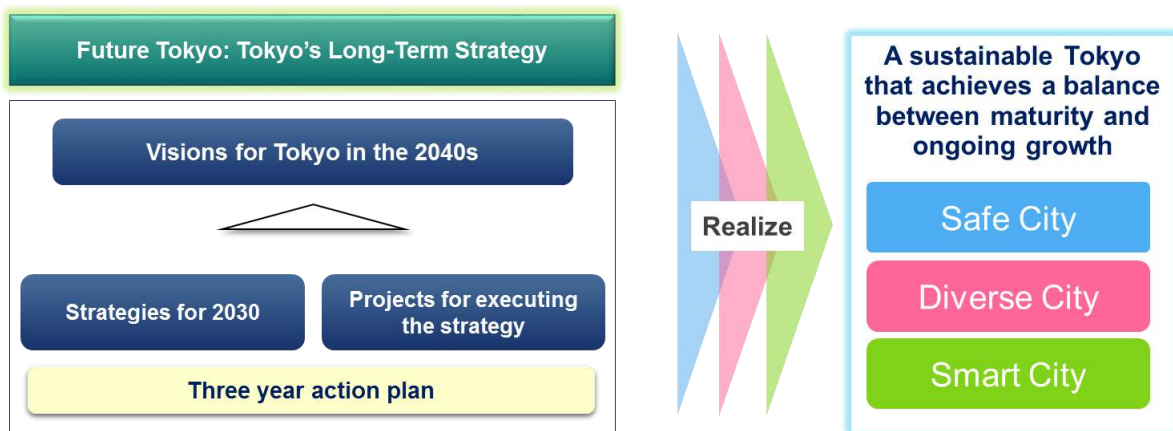 Future Tokyo: Tokyo's Long-Term Strategy
Visions for Tokyo in the 2040s
Strategies for 2030
Projects for executing
the strategy
Three year action plan
Realize
A sustainable Tokyo
that achieves a balance
between maturity and
ongoing growth
Safe City
Diverse City
Smart City